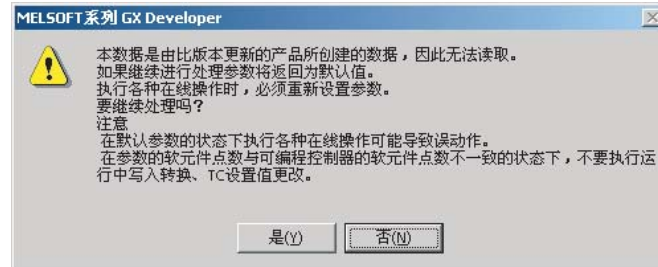 MELSOFT系列 GX Developer
本数据是由比版本更新的产品所创建的数据，因此无法读取。
如果继续进行处理参数将返回为默认值。
执行各种在线操作时，必须重新设置参数。
要继续处理吗？
注意
在默认参数的状态下执行各种在线操作可能导致误动作。
在参数的软元件点数与可编程控制器的软元件点数不一致的状态下，不要执行运
行中写入转换、TC设置值更改。
是(Y) 否(N)